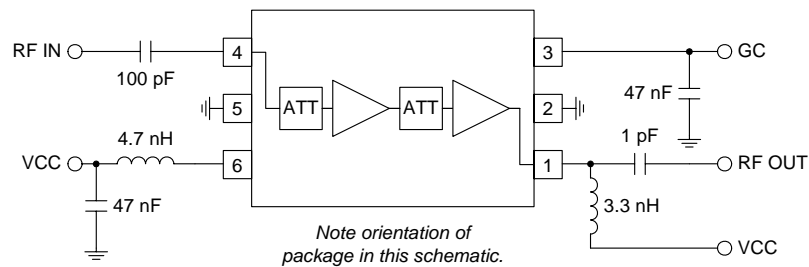 RF IN
100 pF
4
3
GC
47 nF
5
ATT
ATT
2
4.7 nH
1 pF
VCC
6
1
RF OUT
47 nF
3.3 nH
VCC
Note orientation of
package in this schematic.